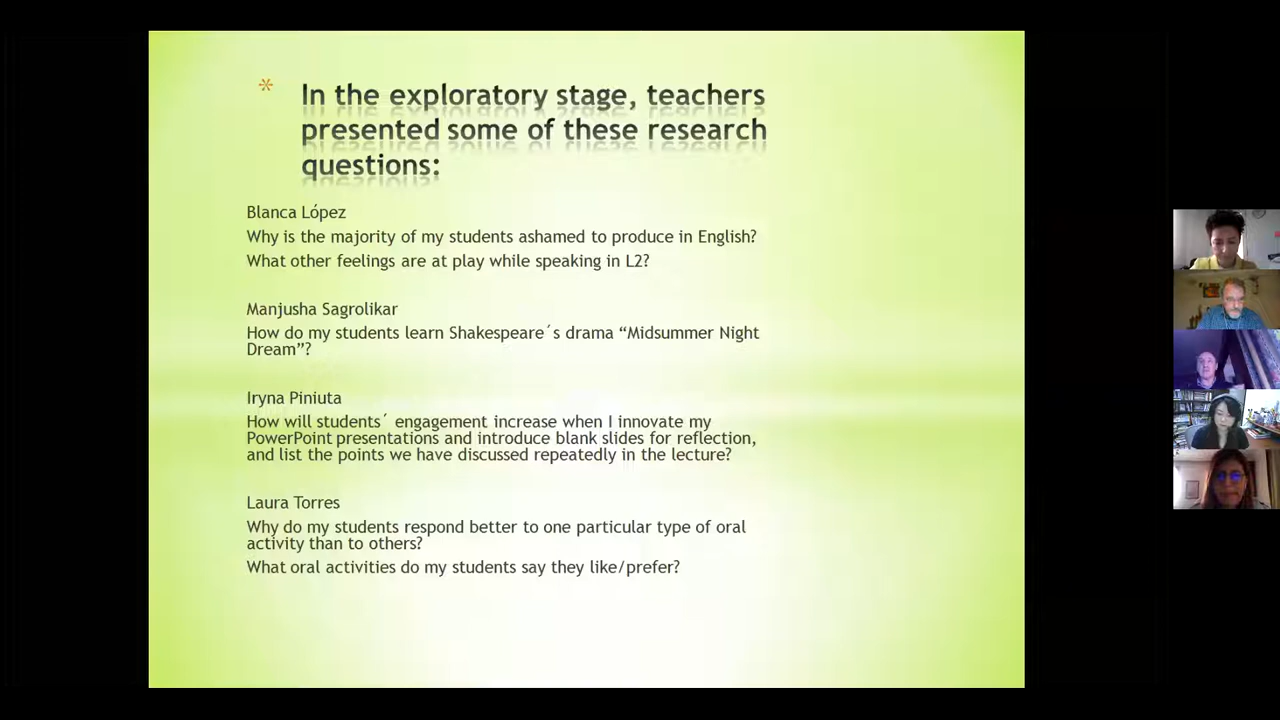 * In the exploratory stage, teachers
presented some of these research
questions:
Blanca López
Why is the majority of my students ashamed to produce in English?
What other feelings are at play while speaking in L2?
Manjusha Sagrolikar
How do my students learn Shakespeare´s drama “Midsummer Night
Dream”?
Iryna Piniuta
How will students´ engagement increase when I innovate my
PowerPoint presentations and introduce blank slides for reflection,
and list the points we have discussed repeatedly in the lecture?
Laura Torres
Why do my students respond better to one particular type of oral
activity than to others?
What oral activities do my students say they like/prefer?